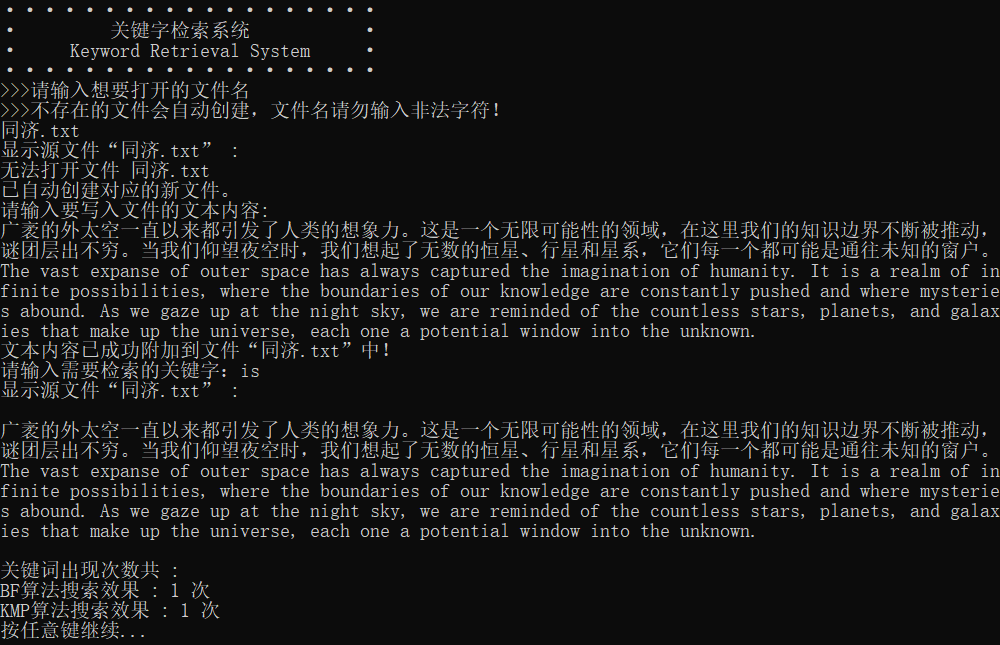 关键字检索系统
Keyword Retrieval System
>>>请输入想要打开的文件名
>>>不存在的文件会自动创建，文件名请勿输入非法字符！
同济.txt
显示源文件“同济.txt” :
无法打开文件 同济.txt
已自动创建对应的新文件。
请输入要写入文件的文本内容:
广袤的外太空一直以来都引发了人类的想象力。这是一个无限可能性的领域，在这里我们的知识边界不断被推动，
谜团层出不穷。当我们仰望夜空时，我们想起了无数的恒星、行星和星系，它们每一个都可能是通往未知的窗户。
The vast expanse of outer space has always captured the imagination of humanity. It is a realm of in
finite possibilities, where the boundaries of our knowledge are constantly pushed and where mysterie
s abound. As we gaze up at the night sky, we are reminded of the countless stars, planets, and galax
ies that make up the universe, each one a potential window into the unknown.
文本内容已成功附加到文件“同济.txt”中！
请输入需要检索的关键字：is
显示源文件“同济.txt” :
广袤的外太空一直以来都引发了人类的想象力。这是一个无限可能性的领域，在这里我们的知识边界不断被推动，
谜团层出不穷。当我们仰望夜空时，我们想起了无数的恒星、行星和星系，它们每一个都可能是通往未知的窗户。
The vast expanse of outer space has always captured the imagination of humanity. It is a realm of in
finite possibilities, where the boundaries of our knowledge are constantly pushed and where mysterie
s abound. As we gaze up at the night sky, we are reminded of the countless stars, planets, and galax
ies that make up the universe, each one a potential window into the unknown.
关键词出现次数共 :
BF算法搜索效果 : 1 次
KMP算法搜索效果 : 1 次
按任意键继续...